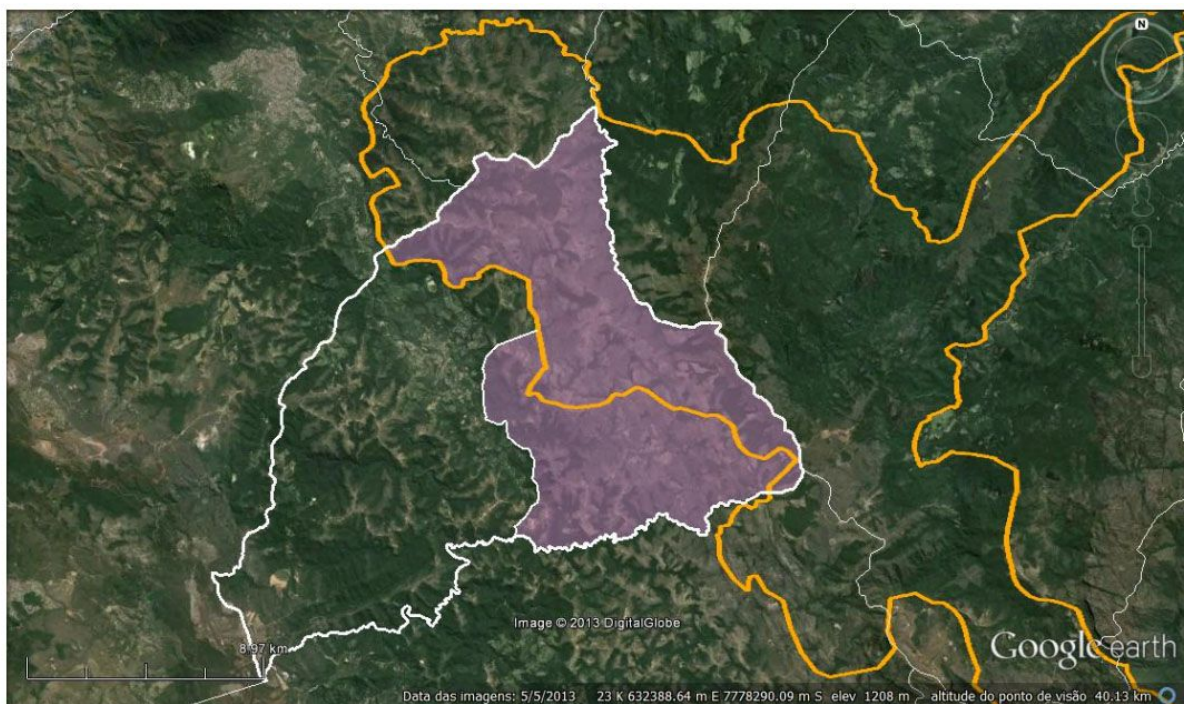 N
Image © 2013 DigitalGlobe
8.97 km
Google earth
Data das imagens: 5/5/2013 23 K 632388.64 m E 7778290.09 m S elev 1208 m altitude do ponto de visão 40.13 km